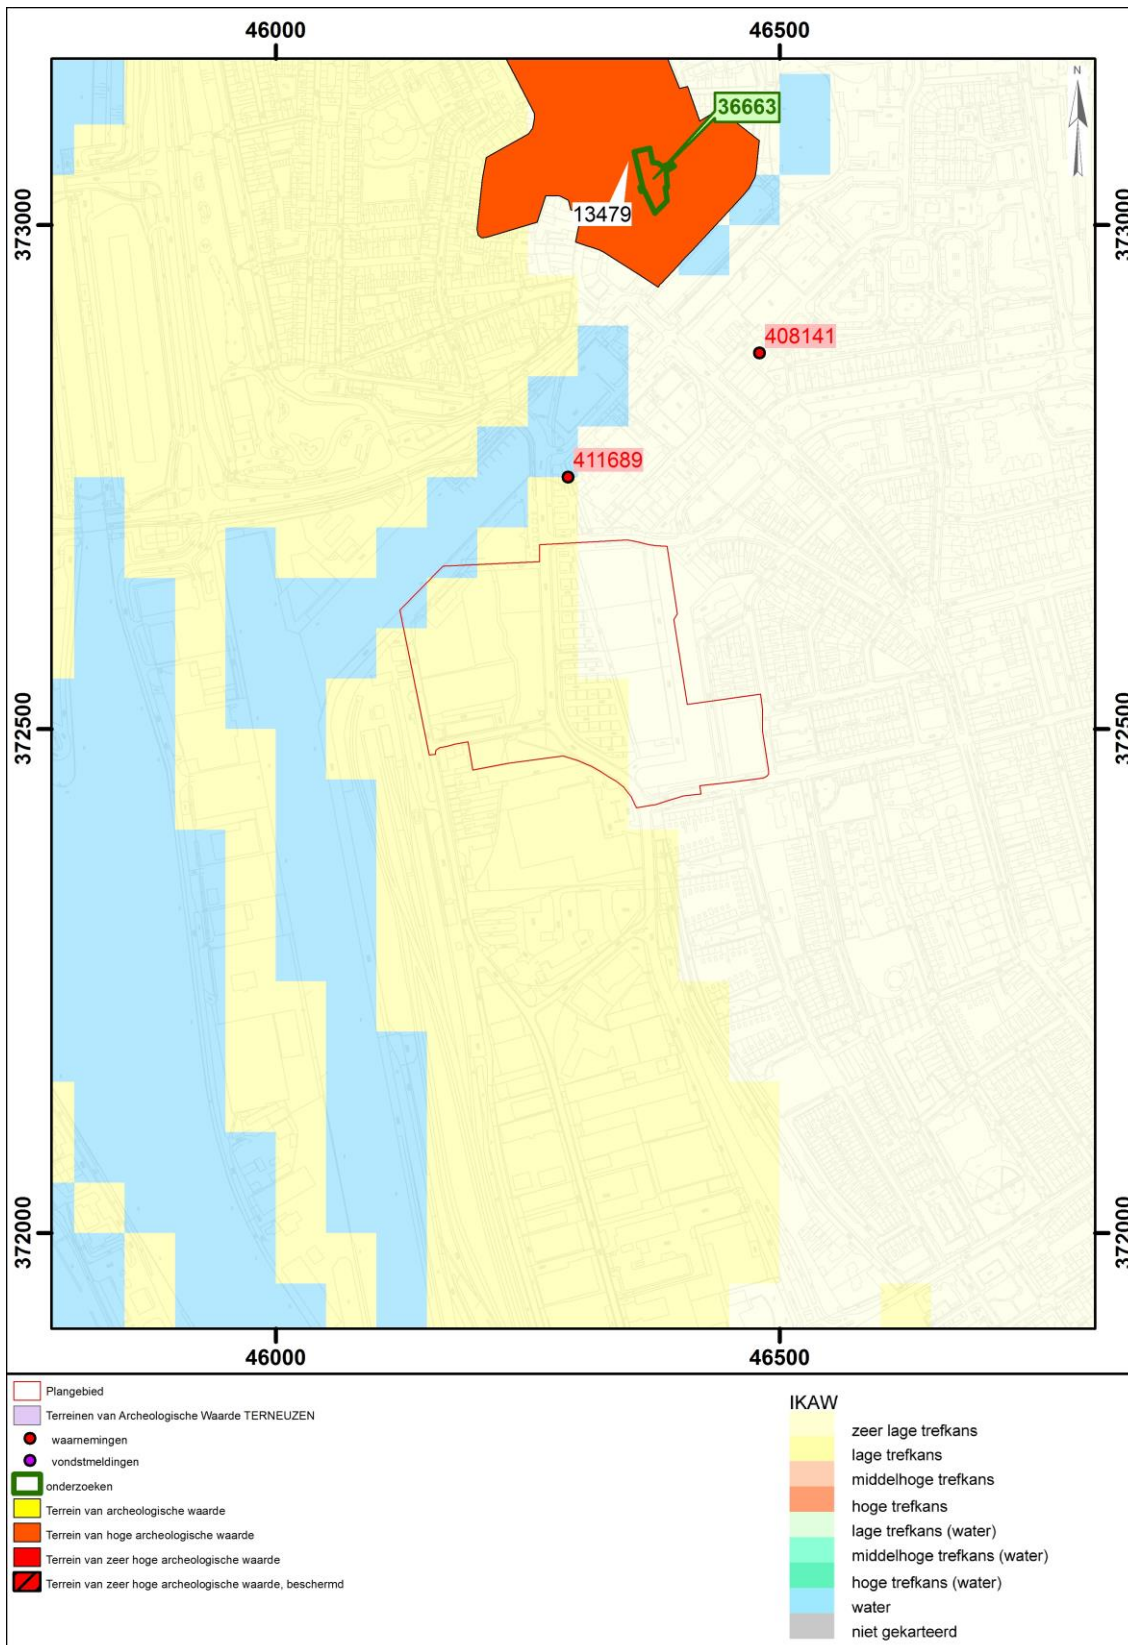 46000 46500
N
36663
13479
373000 373000
408141
411689
372500 372500
372000 372000
46000 46500
Plangebied
Terreinen van Archeologische Waarde TERNEUZEN
waarnemingen
vondstmeldingen
onderzoeken
Terrein van archeologische waarde
Terrein van hoge archeologische waarde
Terrein van zeer hoge archeologische waarde
Terrein van zeer hoge archeologische waarde, beschermd
IKAW
zeer lage trefkans
lage trefkans
middelhoge trefkans
hoge trefkans
lage trefkans (water)
middelhoge trefkans (water)
hoge trefkans (water)
water
niet gekarteerd